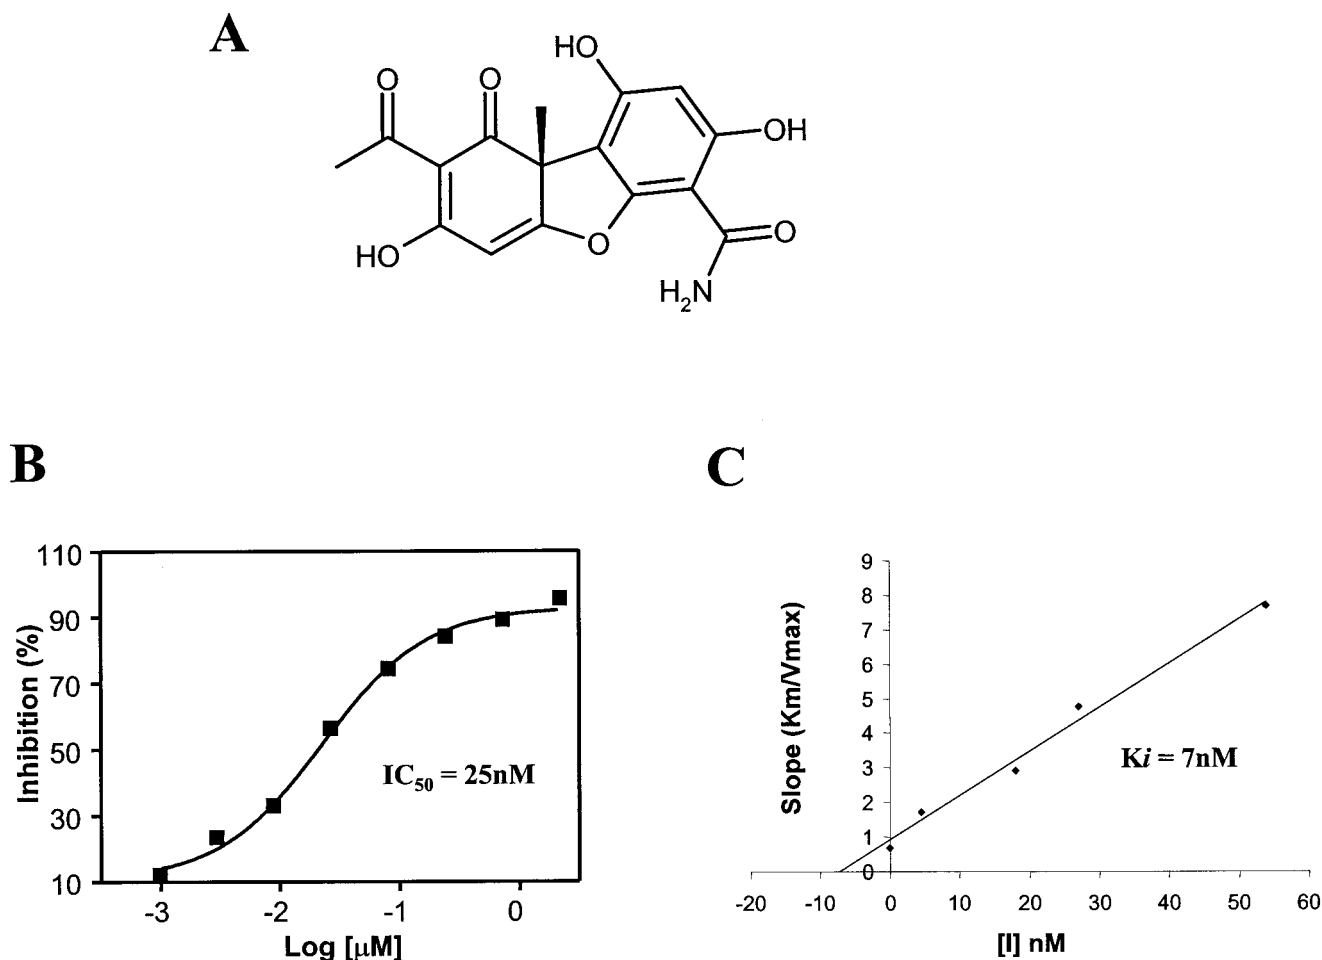 A
O
O
HO
OH
HO
O
O
H₂N
B
110
90
70
50
30
10
Inhibition (%)
IC₅₀ = 25nM
-3 -2 -1 0
Log [µM]
C
9
8
7
6
5
4
3
2
1
0
Slope (Km/Vmax)
Ki = 7nM
-20 -10 0 10 20 30 40 50 60
[I] nM